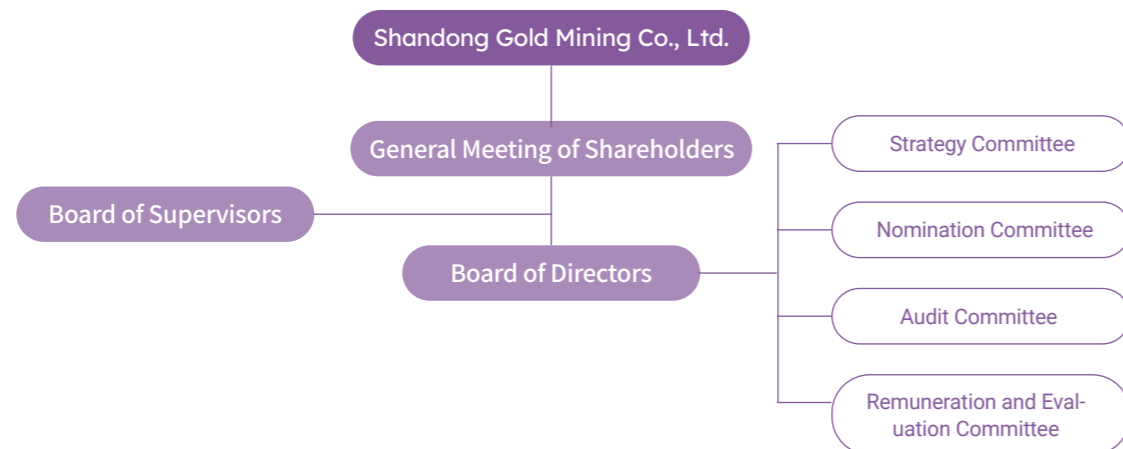 Shandong Gold Mining Co., Ltd.
General Meeting of Shareholders
Board of Supervisors
Board of Directors
Strategy Committee
Nomination Committee
Audit Committee
Remuneration and Eval-
uation Committee